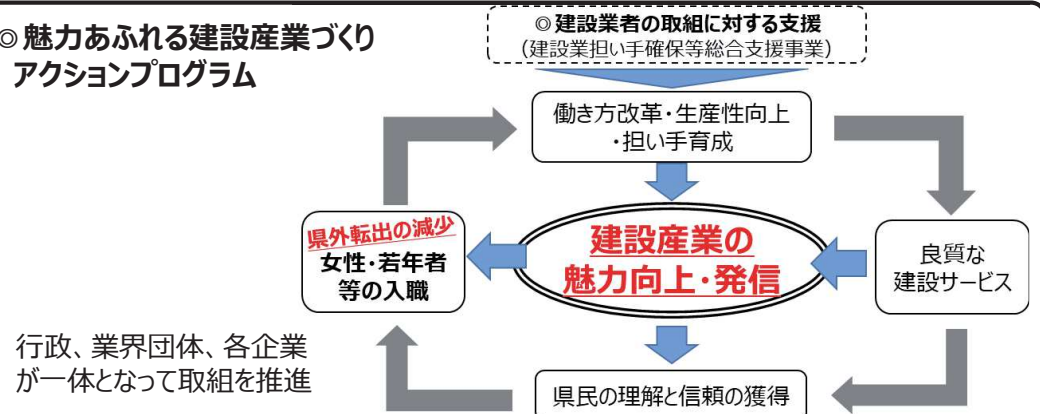 ◎魅力あふれる建設産業づくり
アクションプログラム
◎建設業者の取組に対する支援
（建設業担い手確保等総合支援事業）
働き方改革・生産性向上
・担い手育成
県外転出の減少
女性・若年者
等の入職
建設産業の
魅力向上・発信
良質な
建設サービス
行政、業界団体、各企業
が一体となって取組を推進
県民の理解と信頼の獲得